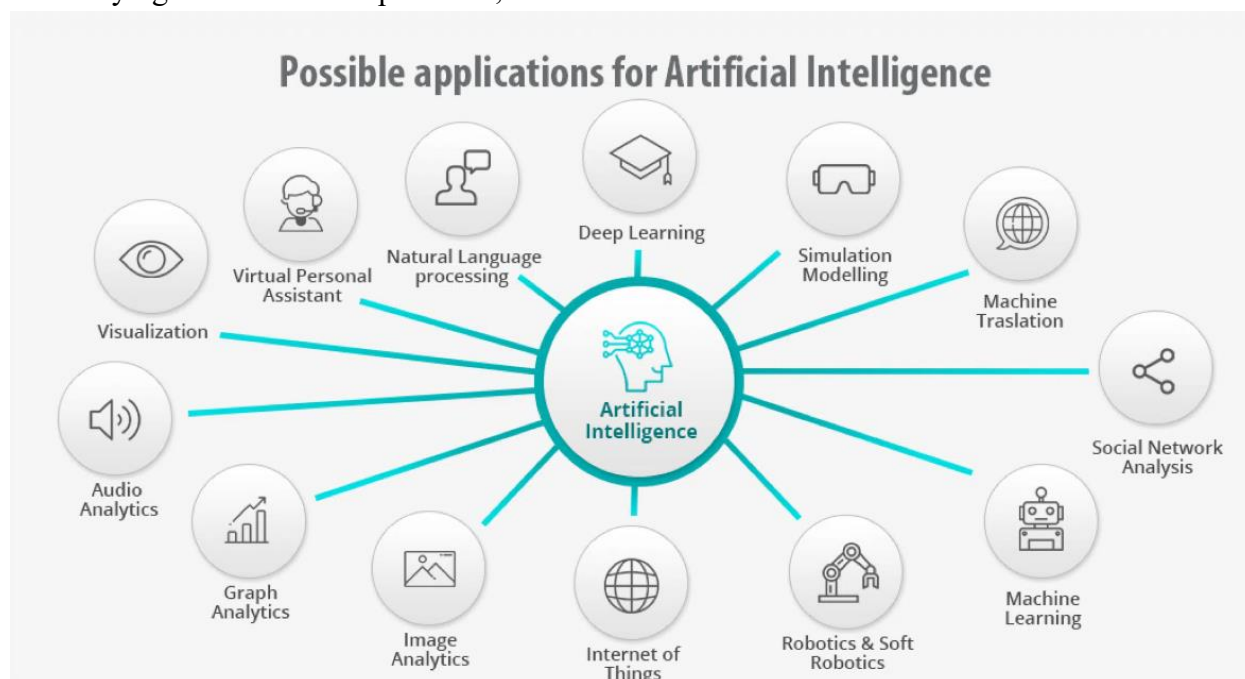 Possible applications for Artificial Intelligence
Deep Learning
Natural Language
processing
Simulation
Modelling
Virtual Personal
Assistant
Machine
Traslation
Visualization
Artificial
Intelligence
Social Network
Analysis
Audio
Analytics
Graph
Analytics
Machine
Learning
Image
Analytics
Internet of
Things
Robotics & Soft
Robotics